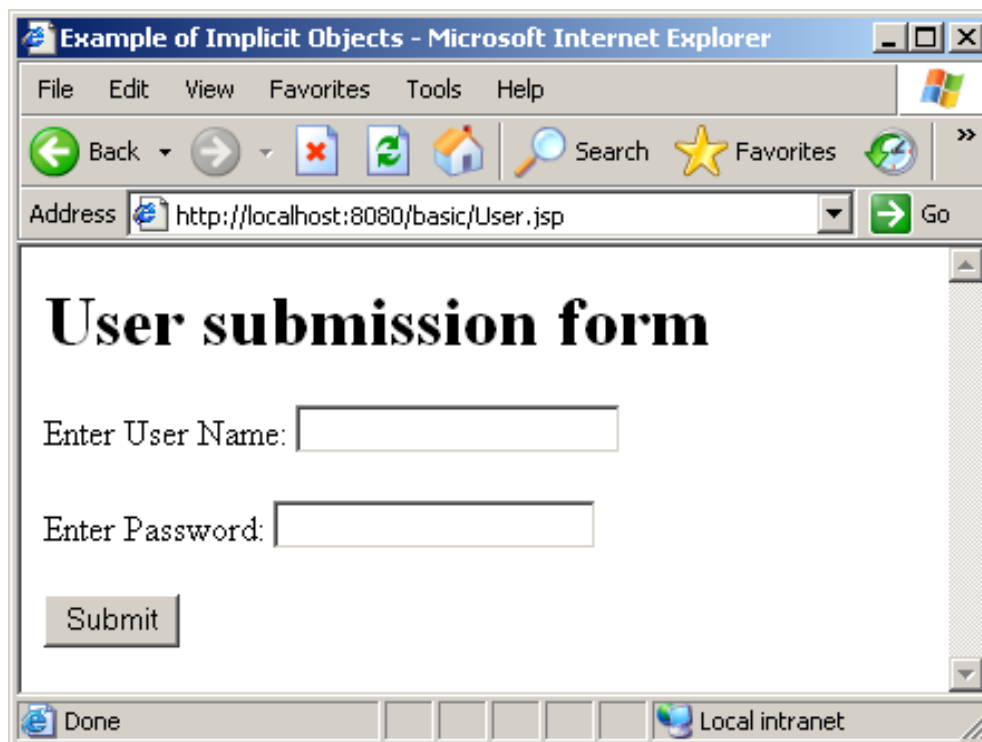 Example of Implicit Objects - Microsoft Internet Explorer
File Edit View Favorites Tools Help
Back Search Favorites »
Address http://localhost:8080/basic/User.jsp Go
User submission form
Enter User Name:
Enter Password:
Submit
Done Local intranet